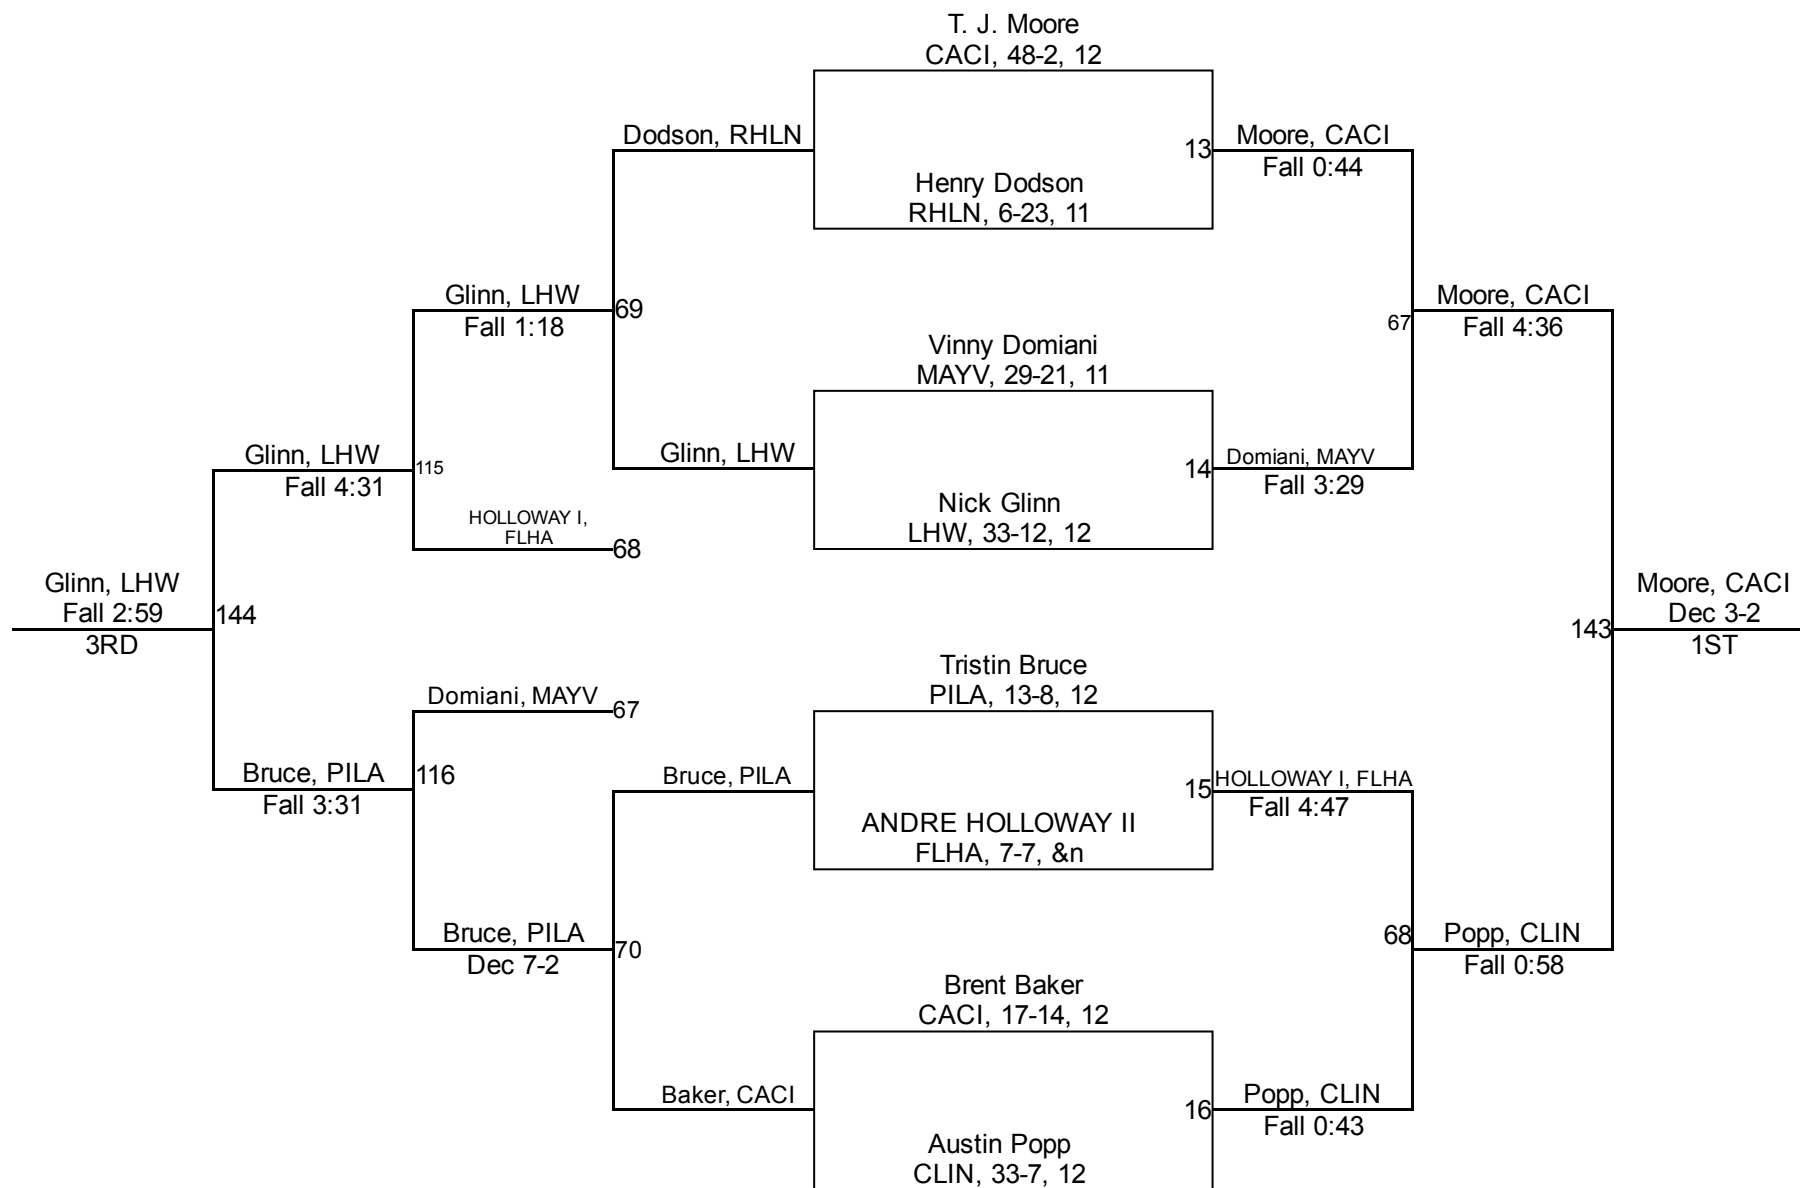 T. J. Moore
CACI, 48-2, 12
Dodson, RHLN
13
Moore, CACI
Fall 0:44
Henry Dodson
RHLN, 6-23, 11
Glinn, LHW
Fall 1:18
69
Moore, CACI
Fall 4:36
67
Vinny Domiani
MAYV, 29-21, 11
Glinn, LHW
Fall 4:31
115
Glinn, LHW
14
Domiani, MAYV
Fall 3:29
Nick Glinn
LHW, 33-12, 12
HOLLOWAY I,
FLHA
68
Glinn, LHW
Fall 2:59
3RD
144
143
Moore, CACI
Dec 3-2
1ST
Tristin Bruce
PILA, 13-8, 12
Domiani, MAYV
67
Bruce, PILA
Fall 3:31
116
Bruce, PILA
15
HOLLOWAY I, FLHA
Fall 4:47
ANDRE HOLLOWAY II
FLHA, 7-7, &n
Bruce, PILA
Dec 7-2
70
68
Popp, CLIN
Fall 0:58
Brent Baker
CACI, 17-14, 12
Baker, CACI
16
Popp, CLIN
Fall 0:43
Austin Popp
CLIN, 33-7, 12